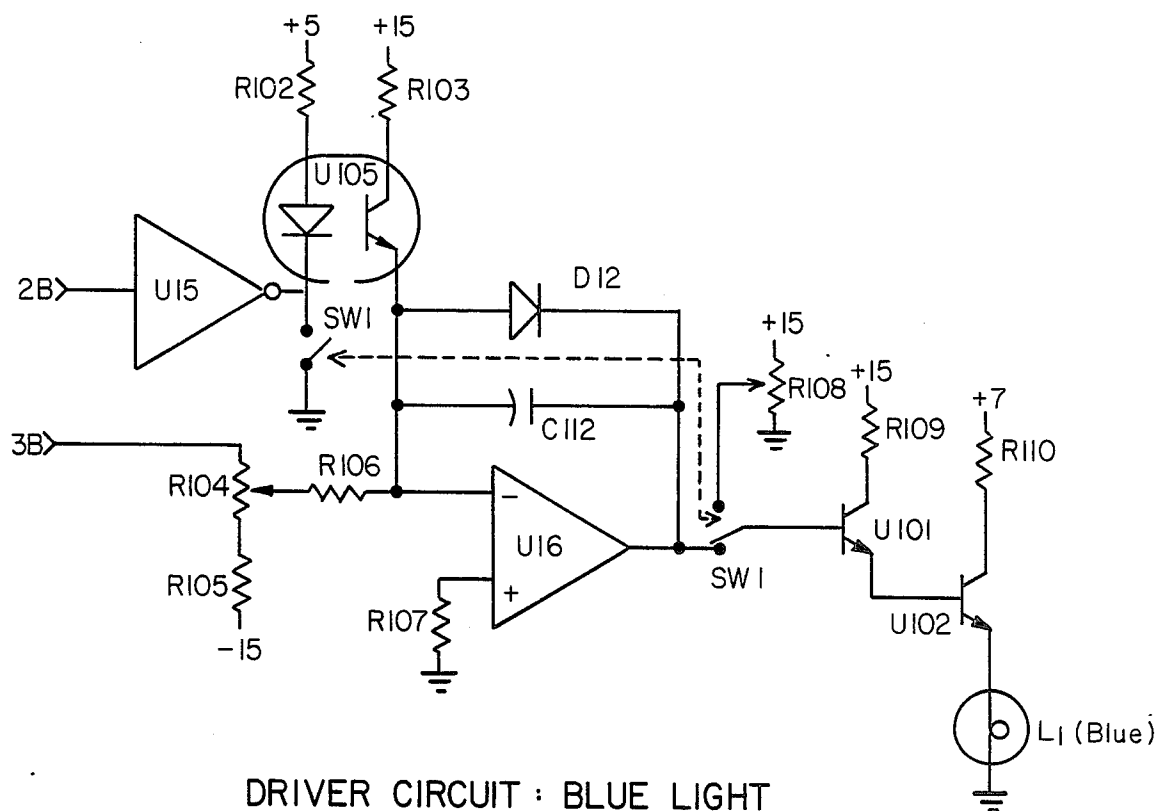 +5
+15
R102
R103
U105
2B
U15
SW1
D12
+15
R108
+15
C112
+7
R109
3B
R106
R110
R104
U101
U16
SW1
R105
R107
U102
-15
L1 (Blue)
DRIVER CIRCUIT : BLUE LIGHT